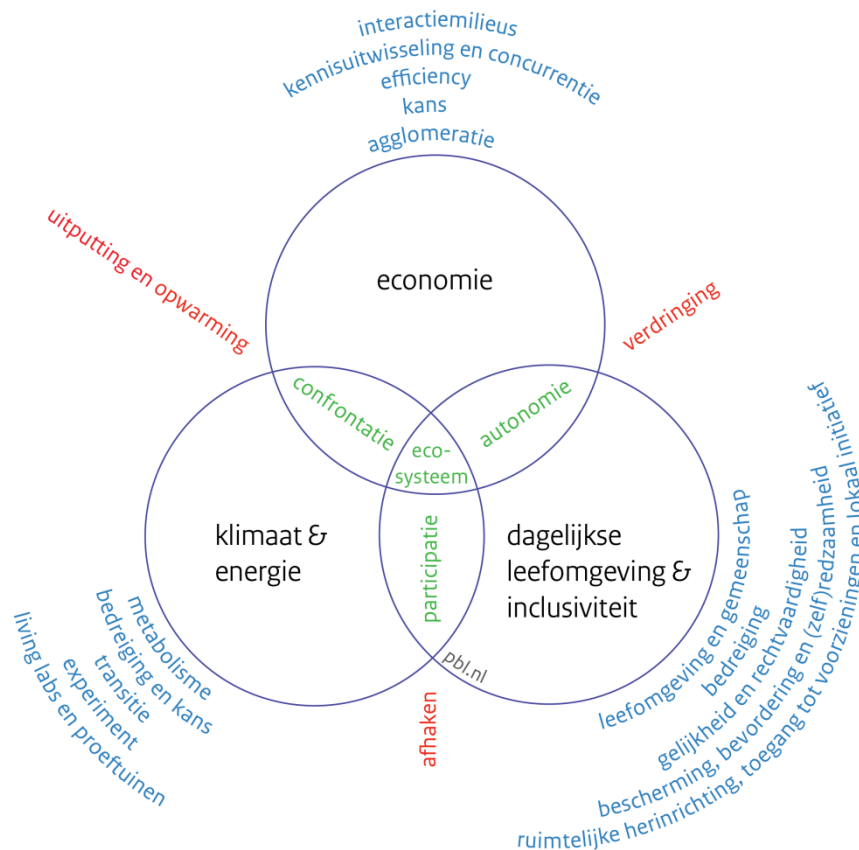 interactiemilieus
kennisuitwisseling en concurrentie
efficiency
kans
agglomeratie
uitputting en opwarming
economie
verdringing
confrontatie
autonomie
eco-
systeem
klimaat &
energie
participatie
dagelijkse
leefomgeving &
inclusiviteit
pbl.nl
afhaken
metabolisme
bedreiging en kans
transitie
experiment
living labs en proeftuinen
leefomgeving en gemeenschap
bedreiging
gelijkheid en rechtvaardigheid
bescherming, bevordering en (zelf)redzaamheid
ruimtelijke herinrichting, toegang tot voorzieningen en lokaal initiatief